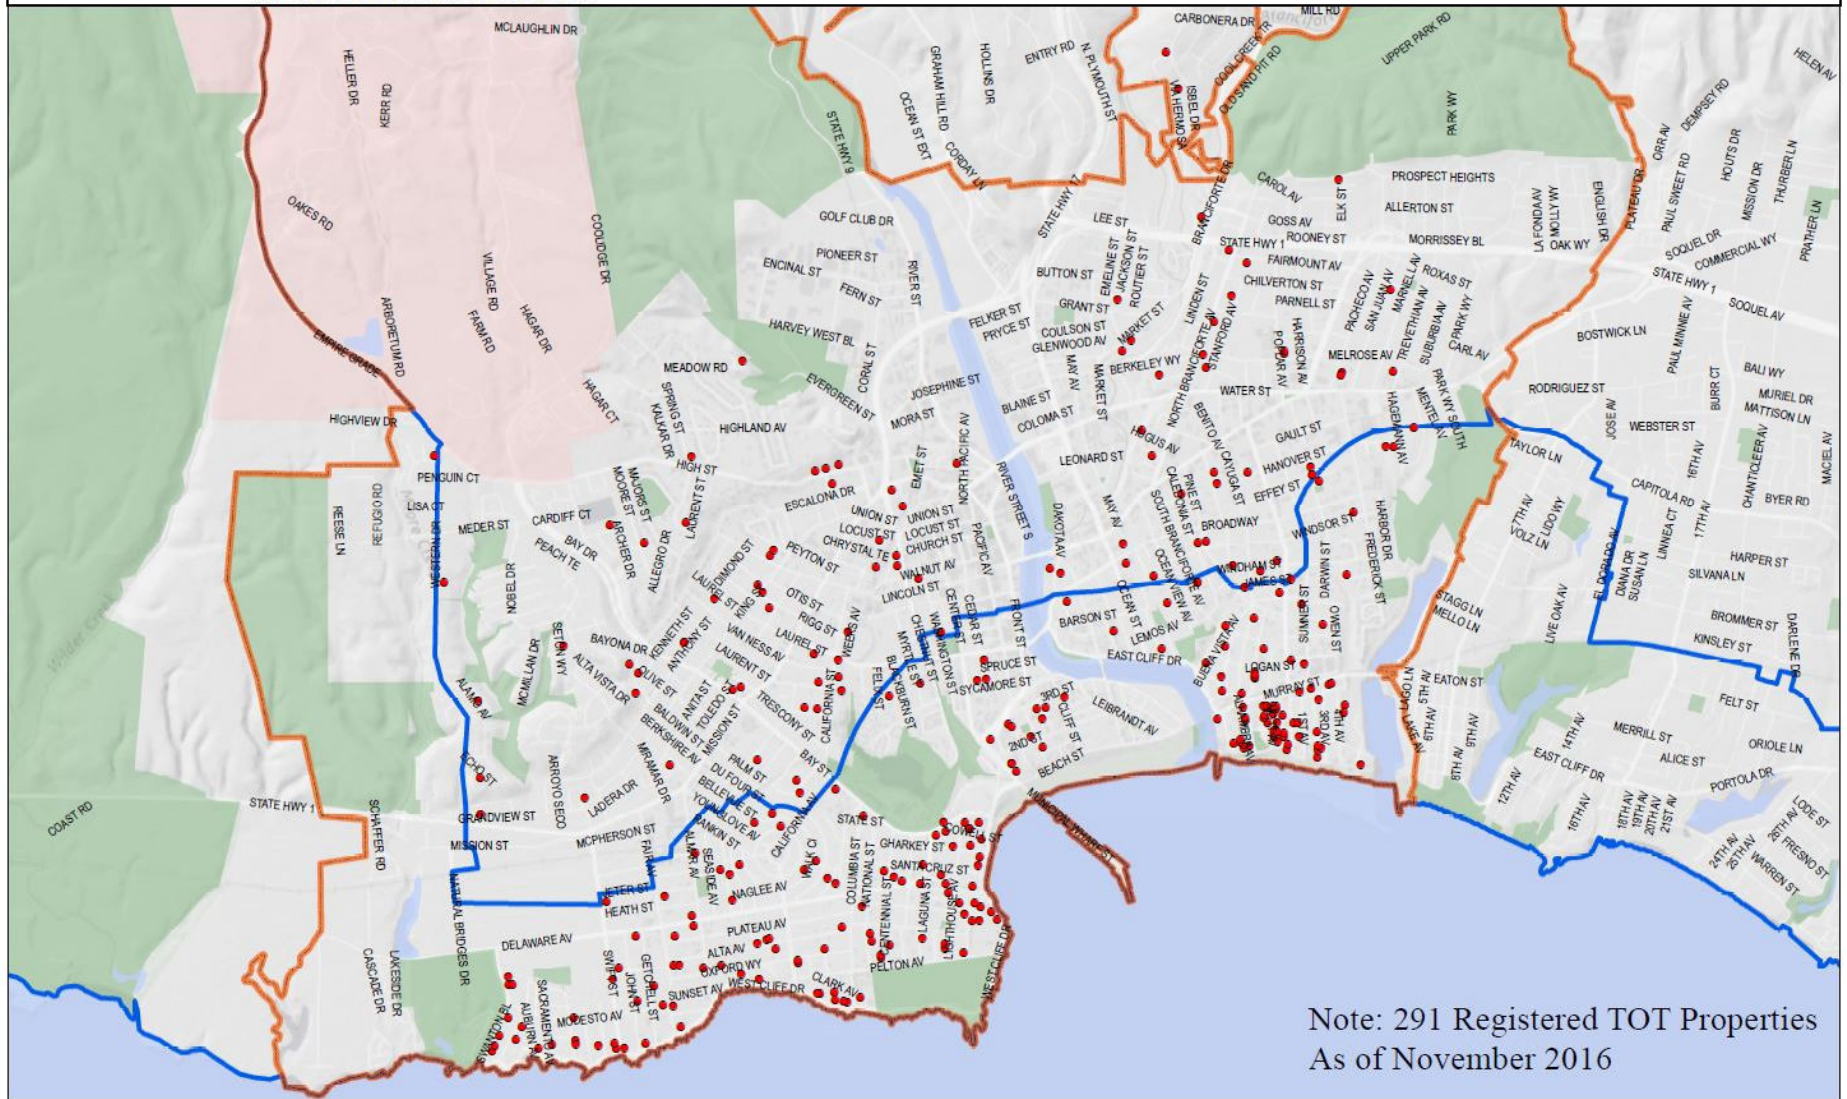 MCLAUGHLIN DR
CARBONERA DR
MILL RD
HELLER DR
KERR RD
GRAHAM HILL RD
HOLLINS DR
ENTRY RD
N PLYMOUTH ST
COOL CREEK TR
OLD SAND PIT RD
UPPER PARK RD
HELEN AV
OCEAN ST EXT
ISBEL DR
PARK WY
DEMPSEY RD
STATE HWY 9
CORDAY LN
ORR AV
HOUTS DR
THURBER LN
OAKES RD
COOLIDGE DR
GOLF CLUB DR
STATE HWY 17
LEE ST
BRANCIFORTE DR
CAROL AV
ELK ST
PROSPECT HEIGHTS
ALLERTON ST
GOSS AV
LA FONDA AV
MOLLY WY
ENGLISH DR
PLATEAU DR
PAUL SWEET RD
MISSION DR
PRATHER LN
PIONEER ST
ENCINAL ST
RIVER ST
FERN ST
BUTTON ST
EMELINE ST
JACKSON ST
ROUTIER ST
STATE HWY 1
ROONEY ST
FAIRMOUNT AV
MORRISSEY BL
OAK WY
SOQUEL DR
COMMERCIAL WY
STATE HWY 1
SOQUEL AV
VILLAGE RD
FARM RD
HAGAR DR
ARBORETUM RD
EMPIRE GRADE
HARVEY WEST BL
FELKER ST
PRYCE ST
GRANT ST
COULSON ST
GLENWOOD AV
MARKET ST
LINDEN ST
CHILVERTON ST
PARNELL ST
PACHECO AV
SAN JUAN AV
MARNELL AV
ROXAS ST
TREVETHAN AV
SUBURBIA AV
PARK WY
CARL AV
BOSTWICK LN
PAUL MINNIE AV
MEADOW RD
CORAL ST
EVERGREEN ST
JOSEPHINE ST
MAY AV
MARKET ST
BERKELEY WY
NORTH BRANCIFORTE AV
STANFORD AV
POPLAR AV
HARRISON AV
MELROSE AV
WATER ST
BALI WY
RODRIGUEZ ST
BURR CT
MURIEL DR
MATTISON LN
HAGAR CT
HIGHVIEW DR
SPRING ST
KALKAR DR
HIGHLAND AV
MORA ST
BLAINE ST
COLOMA ST
BENITO AV
GAULT ST
HAGEMANN AV
MENTEL AV
PARK WY SOUTH
JOSE AV
WEBSTER ST
TAYLOR LN
CHANTICLEER AV
MACIEL AV
16TH AV
PENGUIN CT
HIGH ST
LAURENT ST
EMET ST
NORTH PACIFIC AV
LEONARD ST
CAYUGA ST
HANOVER ST
EFFEY ST
CAPITOLA RD
BYER RD
LISA CT
REESE LN
REFUGIO RD
WESTERN DR
MEDER ST
CARDIFF CT
MOORE ST
MAJORS ST
ARCHER DR
BAY DR
PEACH TE
ALLEGRO DR
ESCALONA DR
UNION ST
LOCUST ST
UNION ST
LOCUST ST
CHRYSTAL TE
CHURCH ST
WALNUT AV
LINCOLN ST
PACIFIC AV
RIVER STREET S
DAKOTA AV
MAY AV
SOUTH BRANCIFORTE AV
CALEDONIA ST
PINE ST
BROADWAY
WINDSOR ST
WINDHAM ST
JAMES ST
DARWIN ST
HARBOR DR
FREDERICK ST
7TH AV
VOLZ LN
LIDO WY
EL DORADO AV
DIANA DR
SUSAN LN
LINNEA CT
17TH AV
HARPER ST
SILVANA LN
Wilder Creek
NOBEL DR
DIMOND ST
LAUREL ST
KING ST
PEYTON ST
OTIS ST
RIGG ST
LAUREL ST
WEEKS AV
CENTER ST
CEDAR ST
FRONT ST
BARSON ST
OCEAN ST
OCEAN VIEW AV
LEMOS AV
EAST CLIFF DR
SUMNER ST
OWEN ST
STAGG LN
MELLO LN
LIVE OAK AV
BROMMER ST
KINSLEY ST
DARLENE DR
BAYONA DR
KENNETH ST
ANTHONY ST
VAN NESS AV
LAURENT ST
SETON WY
MCMILLAN DR
ALTA VISTA DR
OLIVE ST
ANITA ST
TOLEDO ST
BALDWIN ST
BERKSHIRE AV
MISSION ST
TRESCONY ST
CALIFORNIA ST
FELIX ST
BLACKBURN ST
MYRTLE ST
CHESTNUT ST
WASHINGTON ST
SPRUCE ST
SYCAMORE ST
3RD ST
CLIFF ST
2ND ST
LEIBRANDT AV
BEACH ST
BUENA VISTA AV
LOGAN ST
MURRAY ST
1ST AV
3RD AV
4TH AV
LAGO LN
LAKE AV
5TH AV
6TH AV
EATON ST
8TH AV
9TH AV
12TH AV
14TH AV
MERRILL ST
EAST CLIFF DR
ALICE ST
FELT ST
ORIOLE LN
PORTOLA DR
ALAMO AV
ECHO ST
ARROYO SECO
LADERA DR
MIRAMAR DR
PALM ST
DU FOUR ST
BELLEVUE ST
YOUNGLOVE AV
RANKIN ST
BAY ST
CALIFORNIA AV
MUNICIPAL WHARF ST
COAST RD
STATE HWY 1
SCHAFFER RD
GRANDVIEW ST
MISSION ST
MCPHERSON ST
FAIR AV
ALMAR AV
SEASIDE AV
STATE ST
GHARKEY ST
POWELL ST
SANTA CRUZ ST
COLUMBIA ST
NATIONAL ST
CENTENNIAL ST
LAGUNA ST
LIGHTHOUSE AV
16TH AV
18TH AV
19TH AV
20TH AV
21ST AV
24TH AV
25TH AV
26TH AV
LODE ST
FRESNO ST
WARREN ST
NATURAL BRIDGES DR
JETER ST
HEATH ST
NAGLEE AV
PLATEAU AV
DELAWARE AV
ALTA AV
OXFORD WY
PELTON AV
CLARK AV
WEST CLIFF DR
CASCADE DR
LAKESIDE DR
SWIFT ST
JOHN ST
GETCHELL ST
SUNSET AV
WEST CLIFF DR
SWANTON BL
AUBURN AV
SACRAMENTO AV
MODESTO AV
Note: 291 Registered TOT Properties
As of November 2016